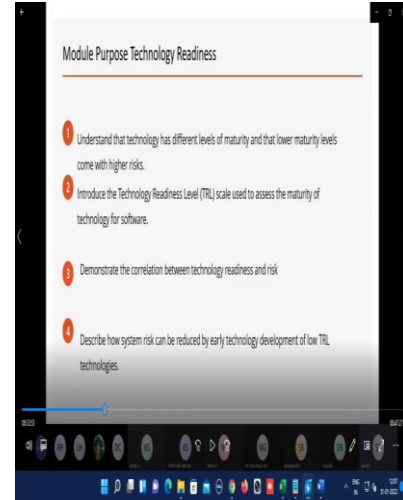 Module Purpose Technology Readiness
1
Understand that technology has different levels of maturity and that lower maturity levels
come with higher risks.
2
Introduce the Technology Readiness Level (TRL) scale used to assess the maturity of
technology for software.
3
Demonstrate the correlation between technology readiness and risk
4
Describe how system risk can be reduced by early technology development of low TRL
technologies.